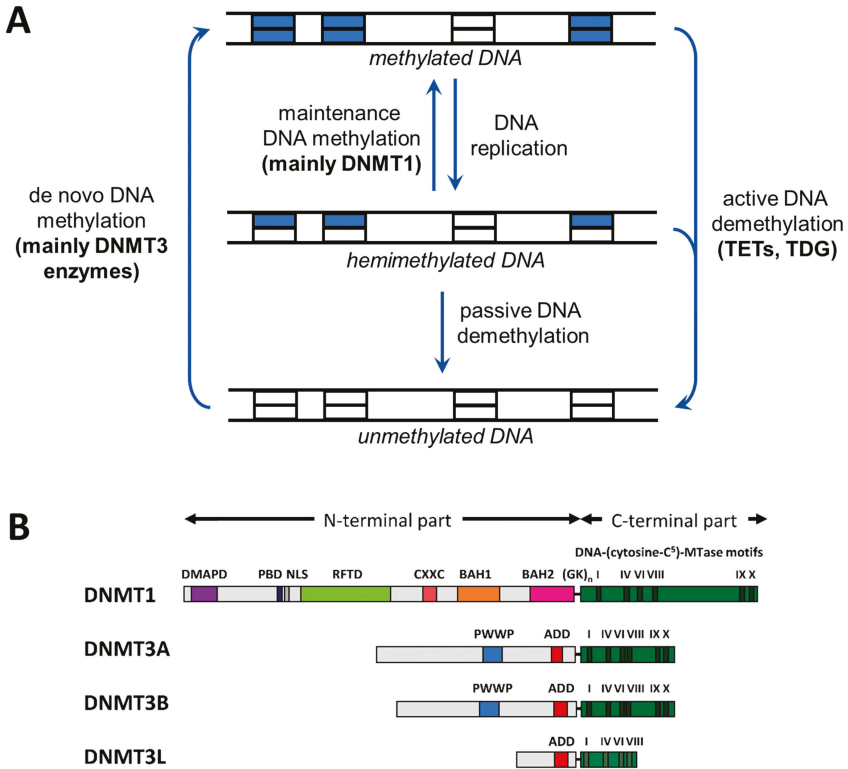 A
methylated DNA
maintenance
DNA methylation
(mainly DNMT1)
DNA
replication
de novo DNA
methylation
(mainly DNMT3
enzymes)
active DNA
demethylation
(TETs, TDG)
hemimethylated DNA
passive DNA
demethylation
unmethylated DNA
B
N-terminal part
C-terminal part
DNA-(cytosine-C⁵)-MTase motifs
DMAPD PBD NLS RFTD CXXC BAH1 BAH2 (GK)ₙ I IV VI VIII IX X
DNMT1
PWWP ADD I IV VI VIII IX X
DNMT3A
PWWP ADD I IV VI VIII IX X
DNMT3B
ADD I IV VI VIII
DNMT3L